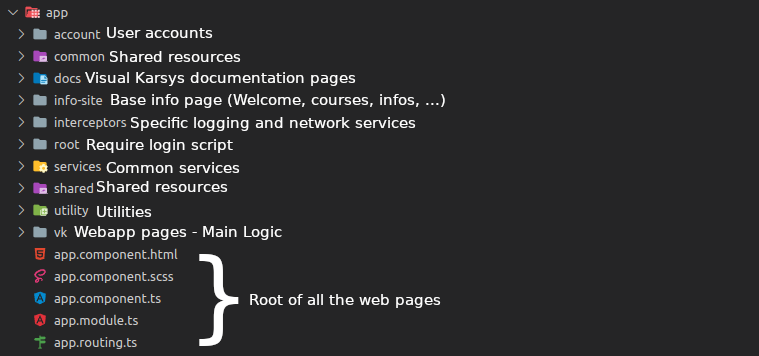 app
account User accounts
common Shared resources
docs Visual Karsys documentation pages
info-site Base info page (Welcome, courses, infos, ...)
interceptors Specific logging and network services
root Require login script
services Common services
shared Shared resources
utility Utilities
vk Webapp pages - Main Logic
app.component.html
app.component.scss
app.component.ts Root of all the web pages
app.module.ts
app.routing.ts